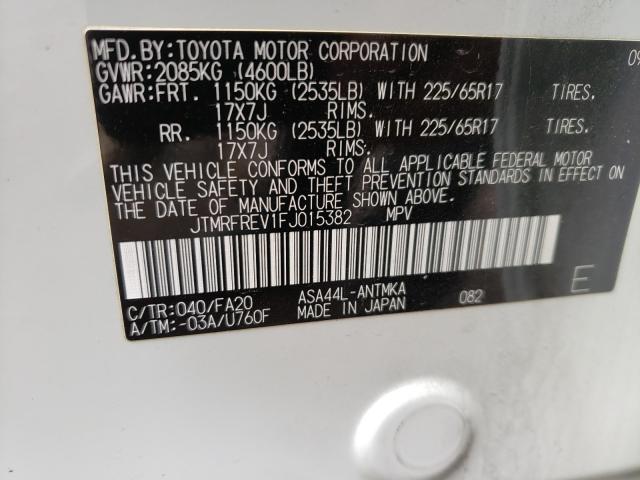 MFD.BY:TOYOTA MOTOR CORPORATION 09
GVWR:2085KG (4600LB)
GAWR:FRT. 1150KG (2535LB) WITH 225/65R17 TIRES,
17X7J RIMS.
RR. 1150KG (2535LB) WITH 225/65R17 TIRES,
17X7J RIMS.
THIS VEHICLE CONFORMS TO ALL APPLICABLE FEDERAL MOTOR
VEHICLE SAFETY AND THEFT PREVENTION STANDARDS IN EFFECT ON
THE DATE OF MANUFACTURE SHOWN ABOVE.
JTMRFREV1FJ015382 MPV
C/TR:040/FA20 ASA44L-ANTMKA 082 E
A/TM:-03A/U760F MADE IN JAPAN